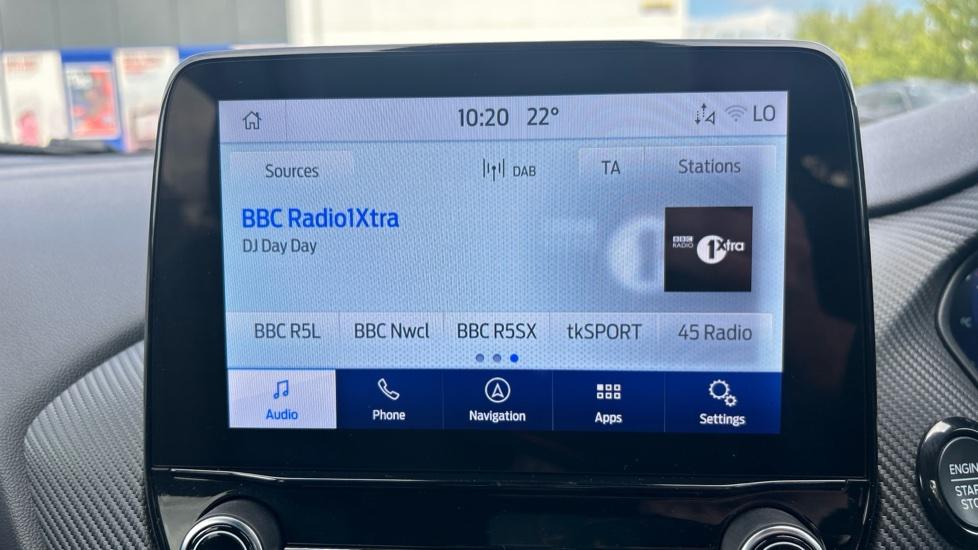 10:20 22° LO
Sources DAB TA Stations
BBC Radio1Xtra
DJ Day Day
BBC RADIO 1Xtra
BBC R5L BBC Nwcl BBC R5SX tkSPORT 45 Radio
Audio Phone Navigation Apps Settings
ENGIN
STAR
STO